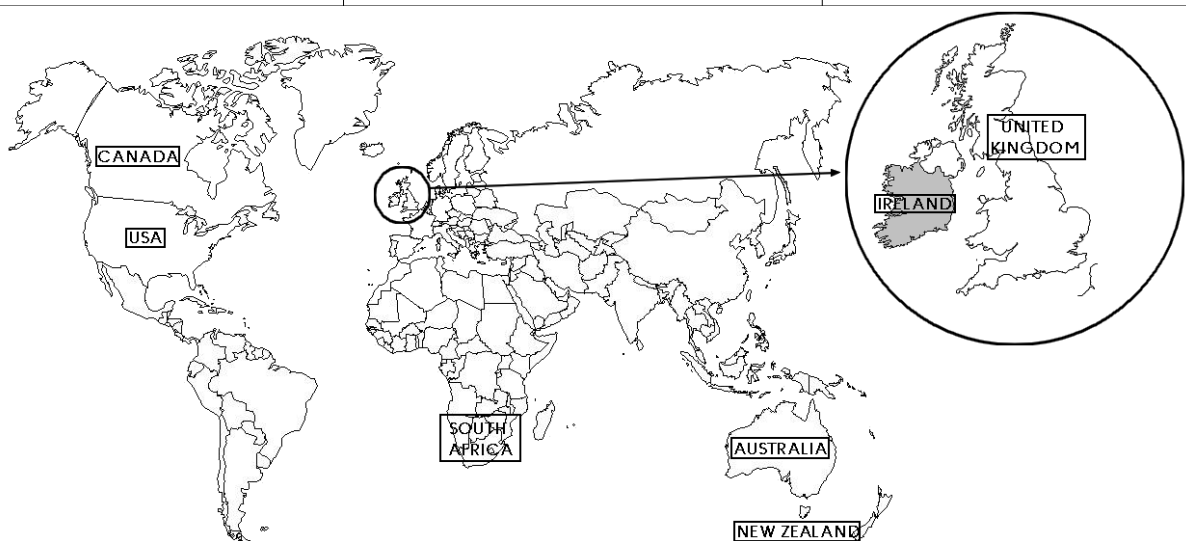 UNITED
KINGDOM
CANADA
IRELAND
USA
SOUTH
AFRICA
AUSTRALIA
NEW ZEALAND